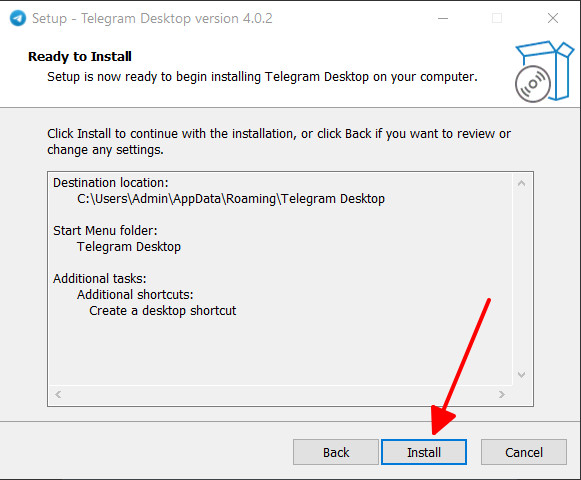 Setup - Telegram Desktop version 4.0.2
Ready to Install
Setup is now ready to begin installing Telegram Desktop on your computer.
Click Install to continue with the installation, or click Back if you want to review or
change any settings.
Destination location:
C:\Users\Admin\AppData\Roaming\Telegram Desktop
Start Menu folder:
Telegram Desktop
Additional tasks:
Additional shortcuts:
Create a desktop shortcut
Back
Install
Cancel